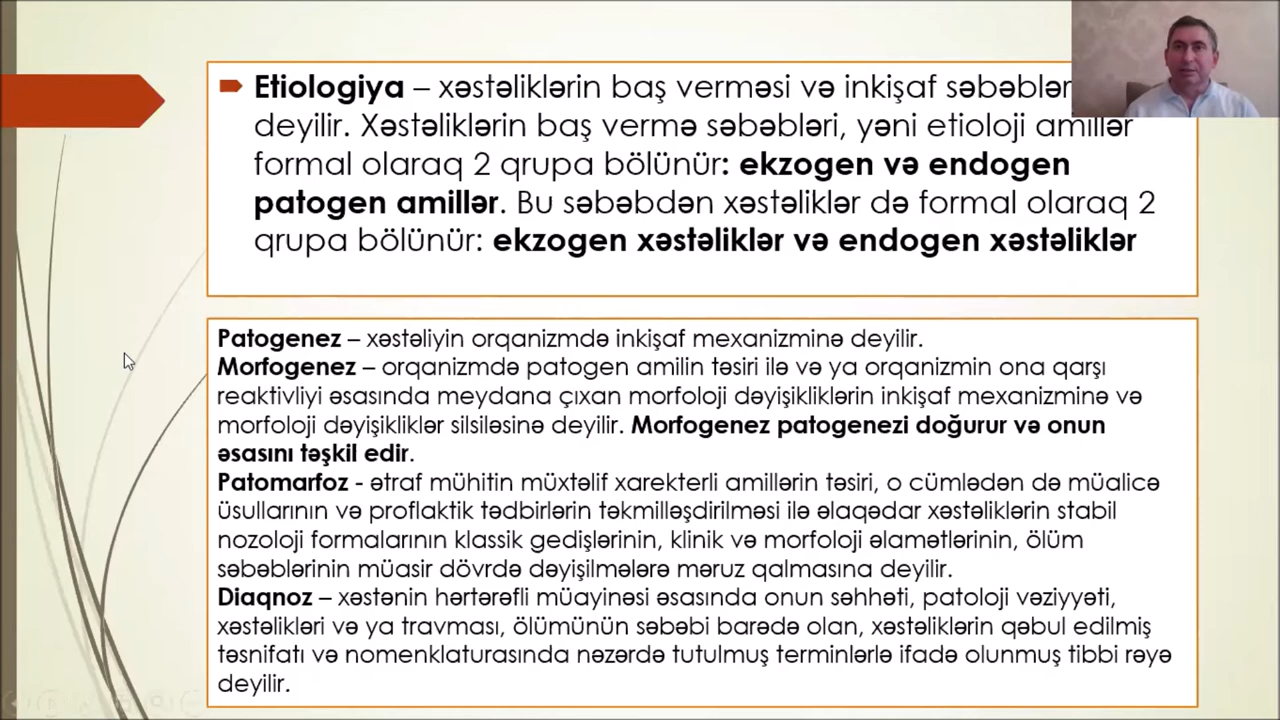 Etiologiya – xəstəliklərin baş verməsi və inkişaf səbəblər
deyilir. Xəstəliklərin baş vermə səbəbləri, yəni etioloji amillər
formal olaraq 2 qrupa bölünür: ekzogen və endogen
patogen amillər. Bu səbəbdən xəstəliklər də formal olaraq 2
qrupa bölünür: ekzogen xəstəliklər və endogen xəstəliklər
Patogenez – xəstəliyin orqanizmdə inkişaf mexanizminə deyilir.
Morfogenez – orqanizmdə patogen amilin təsiri ilə və ya orqanizmin ona qarşı
reaktivliyi əsasında meydana çıxan morfoloji dəyişikliklərin inkişaf mexanizminə və
morfoloji dəyişikliklər silsiləsinə deyilir. Morfogenez patogenezi doğurur və onun
əsasını təşkil edir.
Patomarfoz - ətraf mühitin müxtəlif xarekterli amillərin təsiri, o cümlədən də müalicə
üsullarının və proflaktik tədbirlərin təkmilləşdirilməsi ilə əlaqədar xəstəliklərin stabil
nozoloji formalarının klassik gedişlərinin, klinik və morfoloji əlamətlərinin, ölüm
səbəblərinin müasir dövrdə dəyişilmələrə məruz qalmasına deyilir.
Diaqnoz – xəstənin hərtərəfli müayinəsi əsasında onun səhhəti, patoloji vəziyyəti,
xəstəlikləri və ya travması, ölümünün səbəbi barədə olan, xəstəliklərin qəbul edilmiş
təsnifatı və nomenklaturasında nəzərdə tutulmuş terminlərlə ifadə olunmuş tibbi rəyə
deyilir.